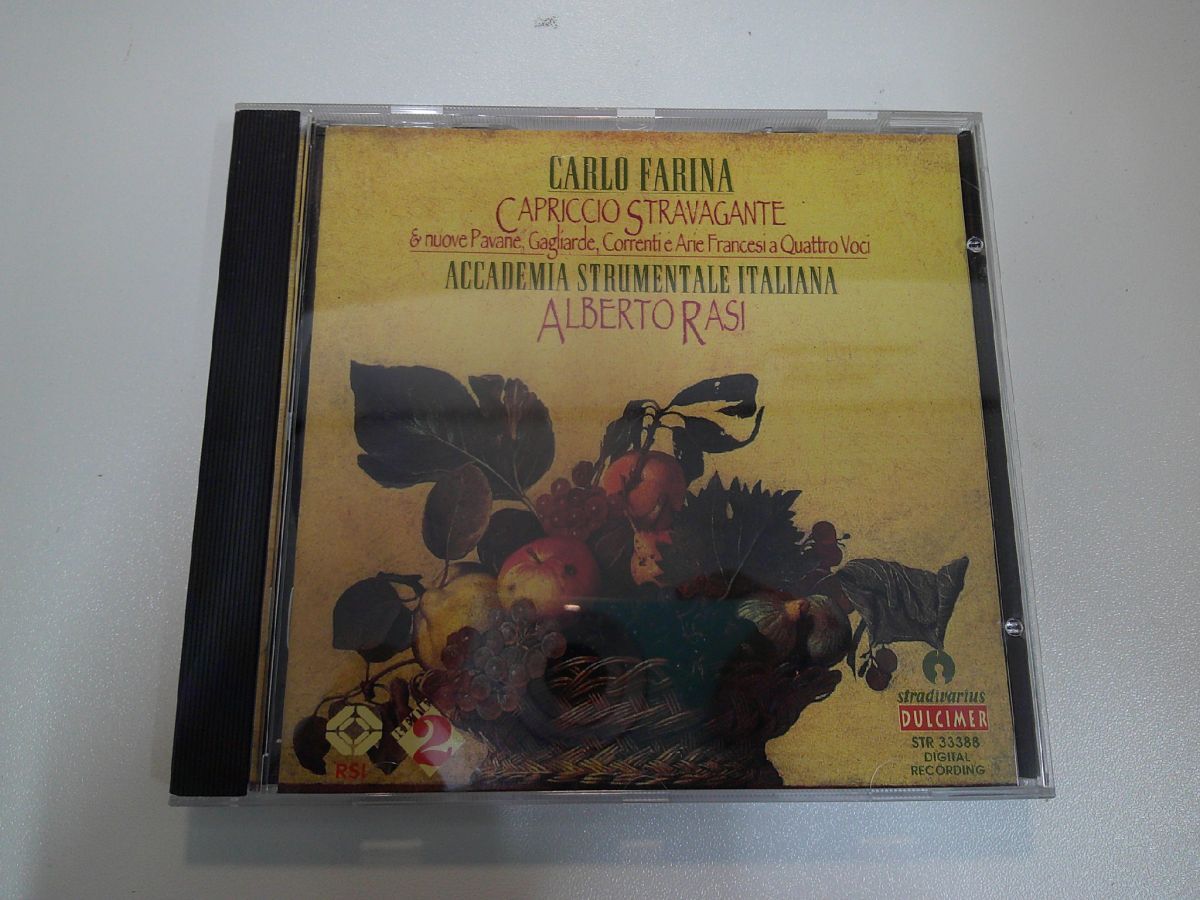 CARLO FARINA
CAPRICCIO STRAVAGANTE
& nuove Pavane, Gagliarde, Correnti e Arie Francesi a Quattro Voci
ACCADEMIA STRUMENTALE ITALIANA
ALBERTO RASI
stradivarius
DULCIMER
STR 33388
DIGITAL
RECORDING
RETE
2
RSI